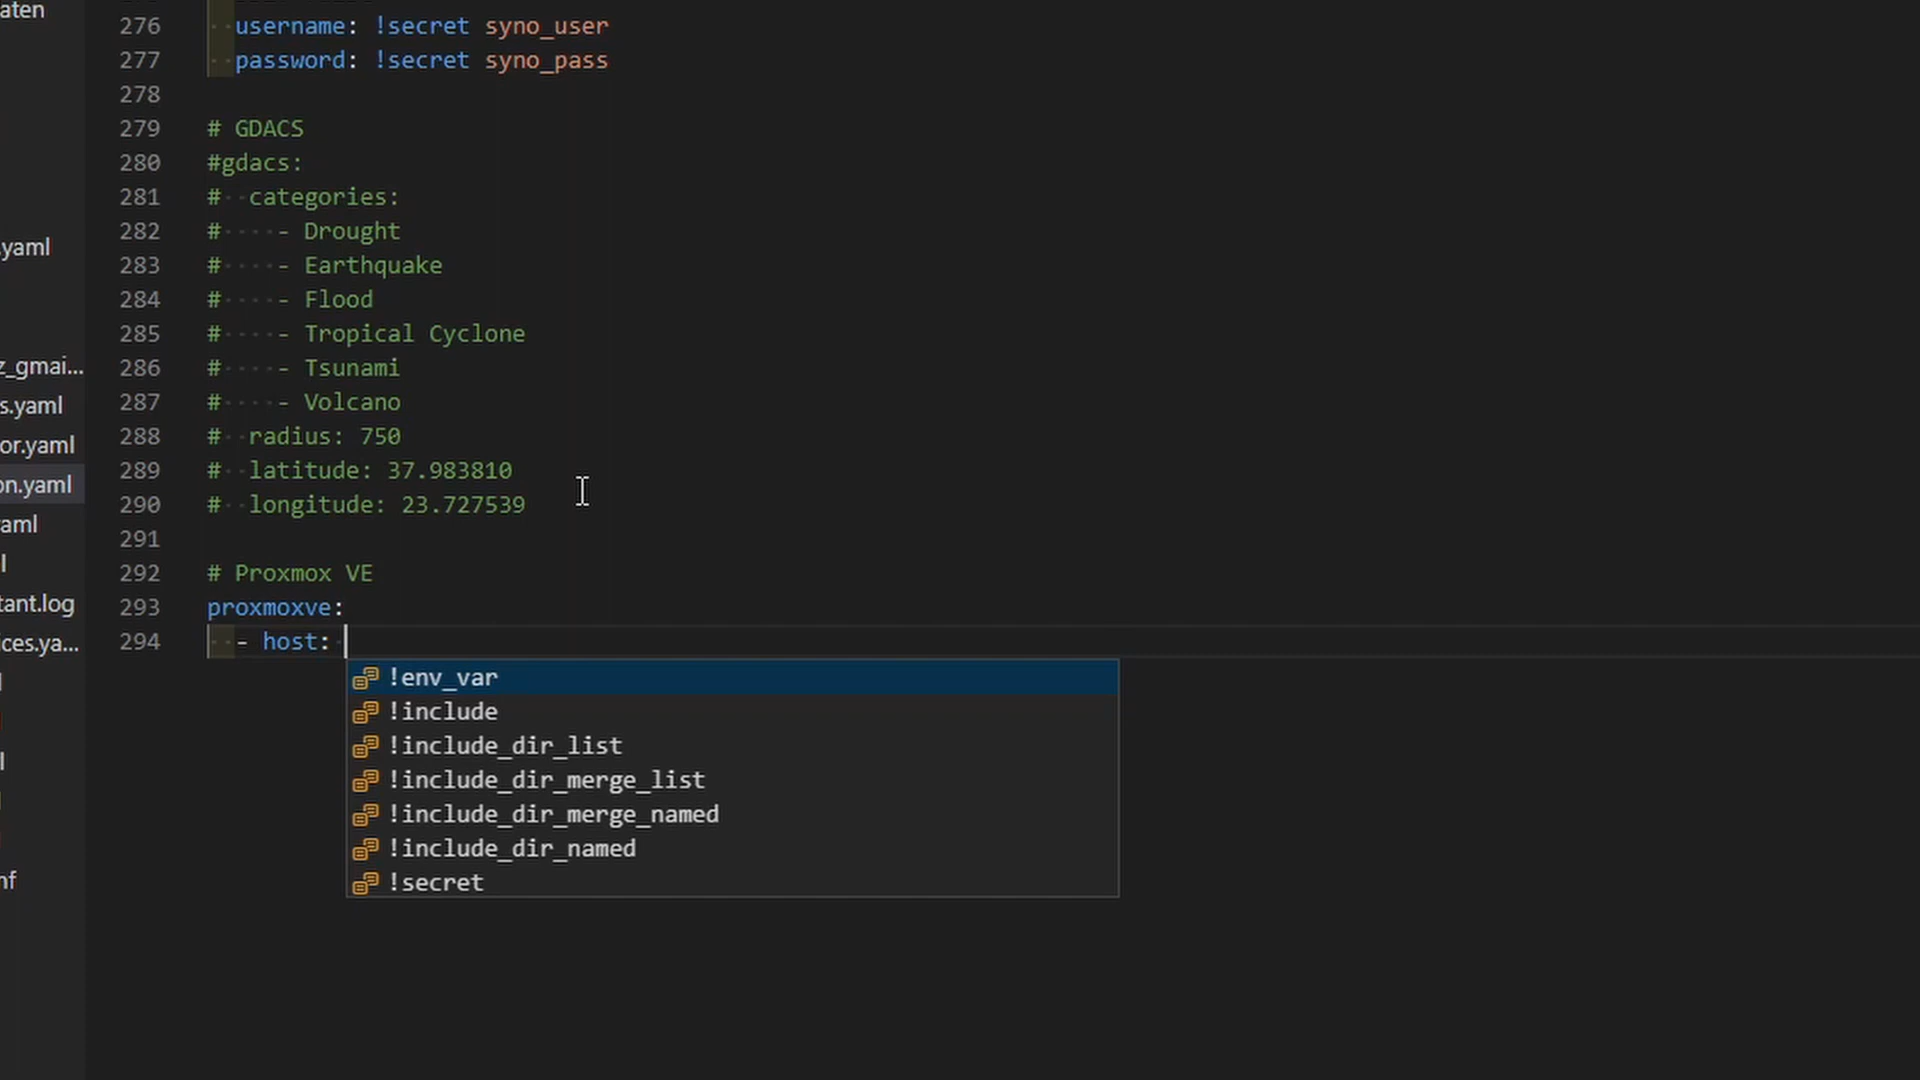 aten
276 username: !secret syno_user
277 password: !secret syno_pass
278
279 # GDACS
280 #gdacs:
281 # categories:
.yaml
282 # - Drought
283 # - Earthquake
284 # - Flood
285 # - Tropical Cyclone
z_gmai...
286 # - Tsunami
s.yaml
287 # - Volcano
or.yaml
288 # radius: 750
289 # latitude: 37.983810
on.yaml
290 # longitude: 23.727539
aml
291
l
292 # Proxmox VE
tant.log
293 proxmoxve:
ices.ya...
294 - host:
!env_var
!include
!include_dir_list
l
!include_dir_merge_list
!include_dir_merge_named
!include_dir_named
nf
!secret